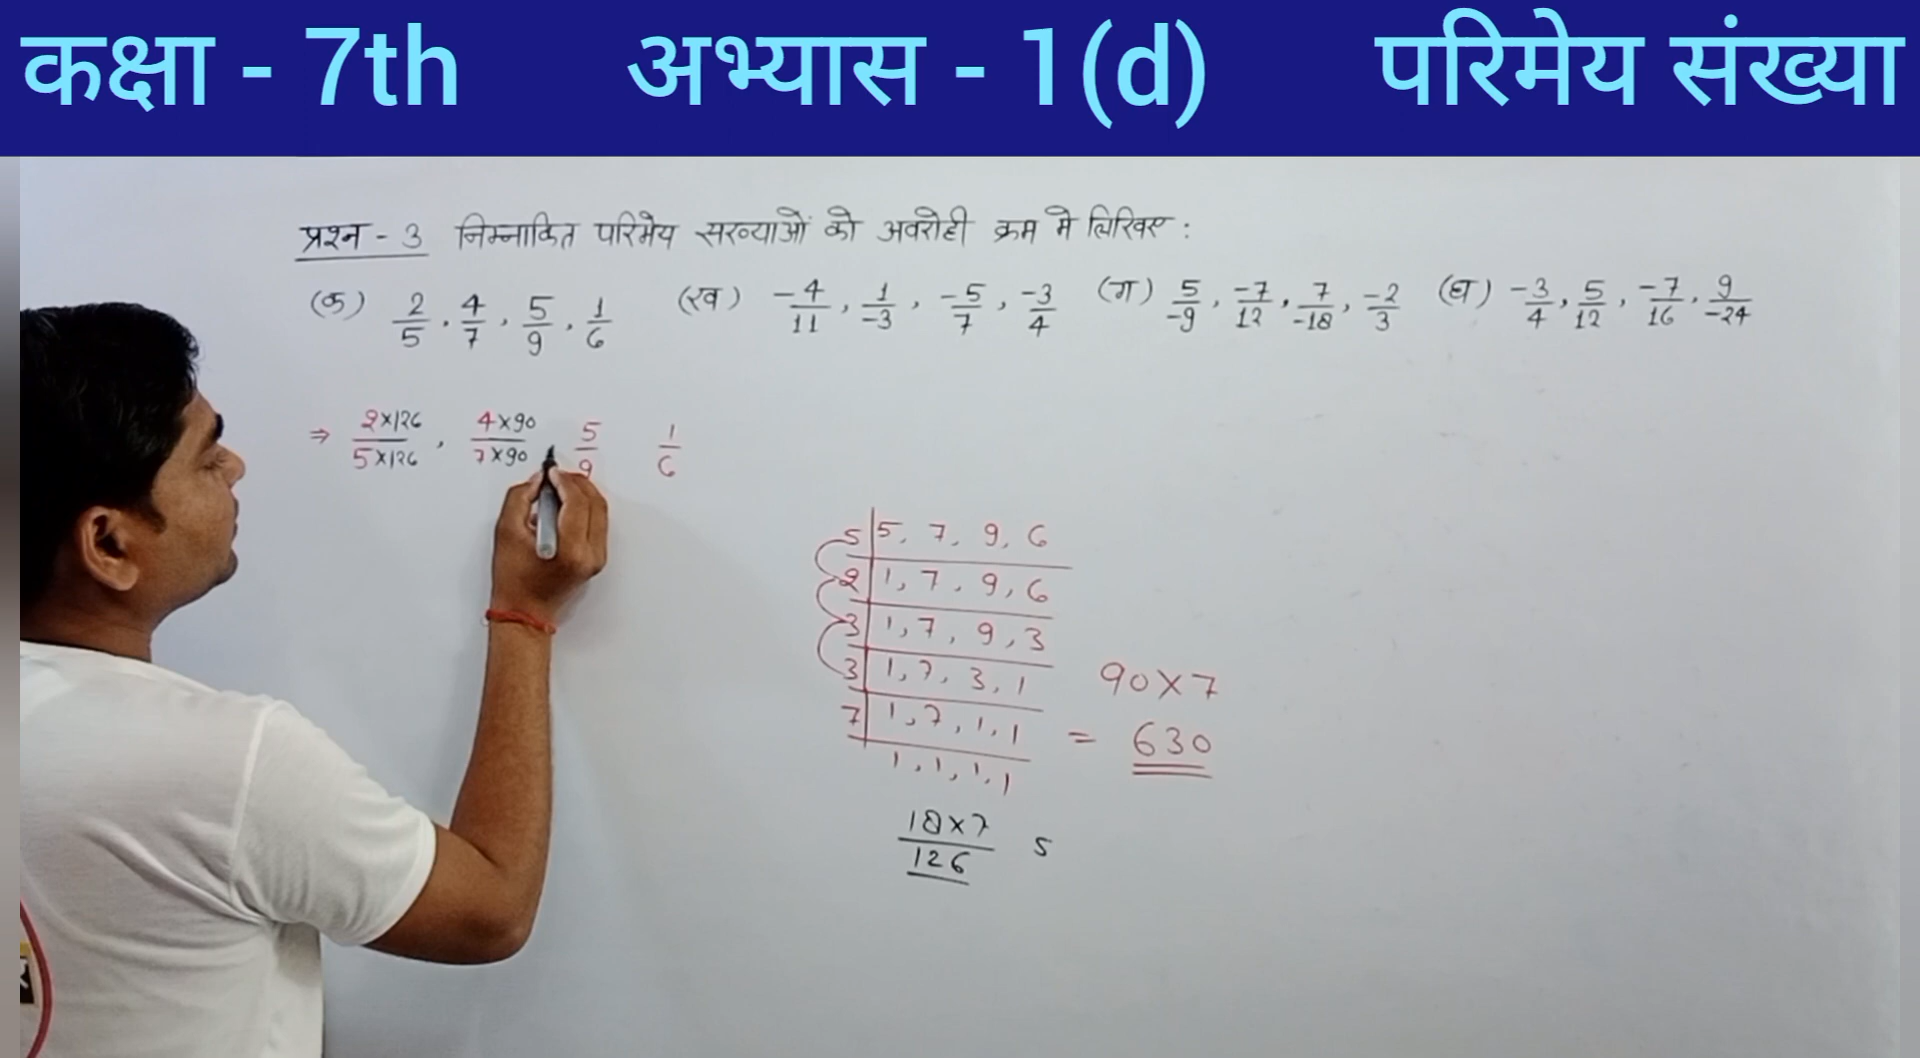 कक्षा - 7th अभ्यास - 1(d) परिमेय संख्या
प्रश्न - 3 निम्नाकित परिमेय सख्याओं को अवरोही क्रम मे लिखिए :
(क) 2/5 , 4/7 , 5/9 , 1/6 (ख) -4/11 , 1/-3 , -5/7 , -3/4 (ग) 5/-9 , -7/12 , 7/-18 , -2/3 (घ) -3/4 , 5/12 , -7/16 , 9/-24
⇒ 2×126/5×126 , 4×90/7×90 , 5/9 1/6
5 | 5, 7, 9, 6
2 | 1, 7, 9, 6
3 | 1, 7, 9, 3
3 | 1, 7, 3, 1
7 | 1, 7, 1, 1
1, 1, 1, 1
90×7
= 630
18×7
126
5